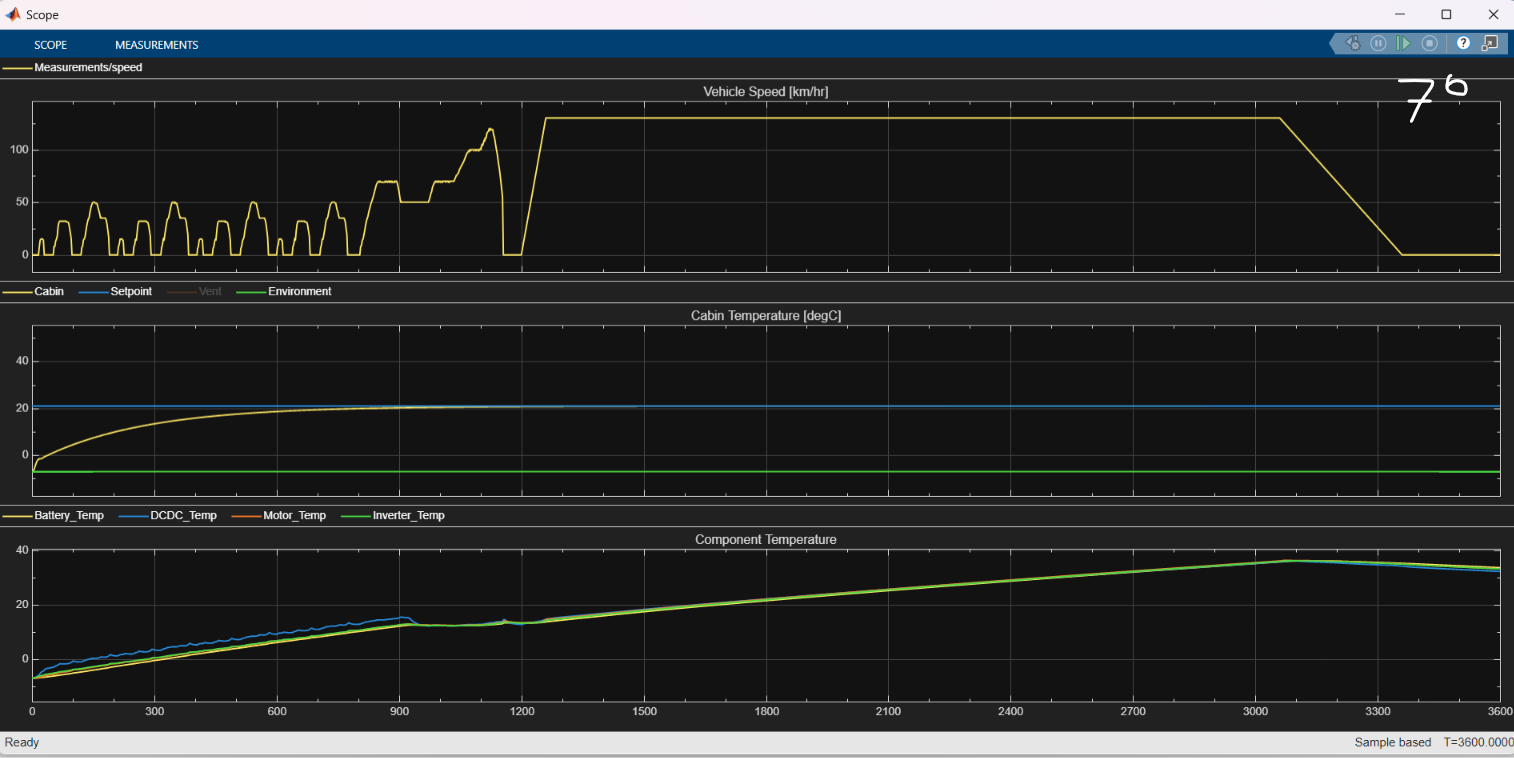 Scope
SCOPE MEASUREMENTS
?
Measurements/speed
7°
Vehicle Speed [km/hr]
100
50
0
Cabin Setpoint Vent Environment
Cabin Temperature [degC]
40
20
0
Battery_Temp DCDC_Temp Motor_Temp Inverter_Temp
Component Temperature
40
20
0
0 300 600 900 1200 1500 1800 2100 2400 2700 3000 3300 3600
Ready Sample based T=3600.0000